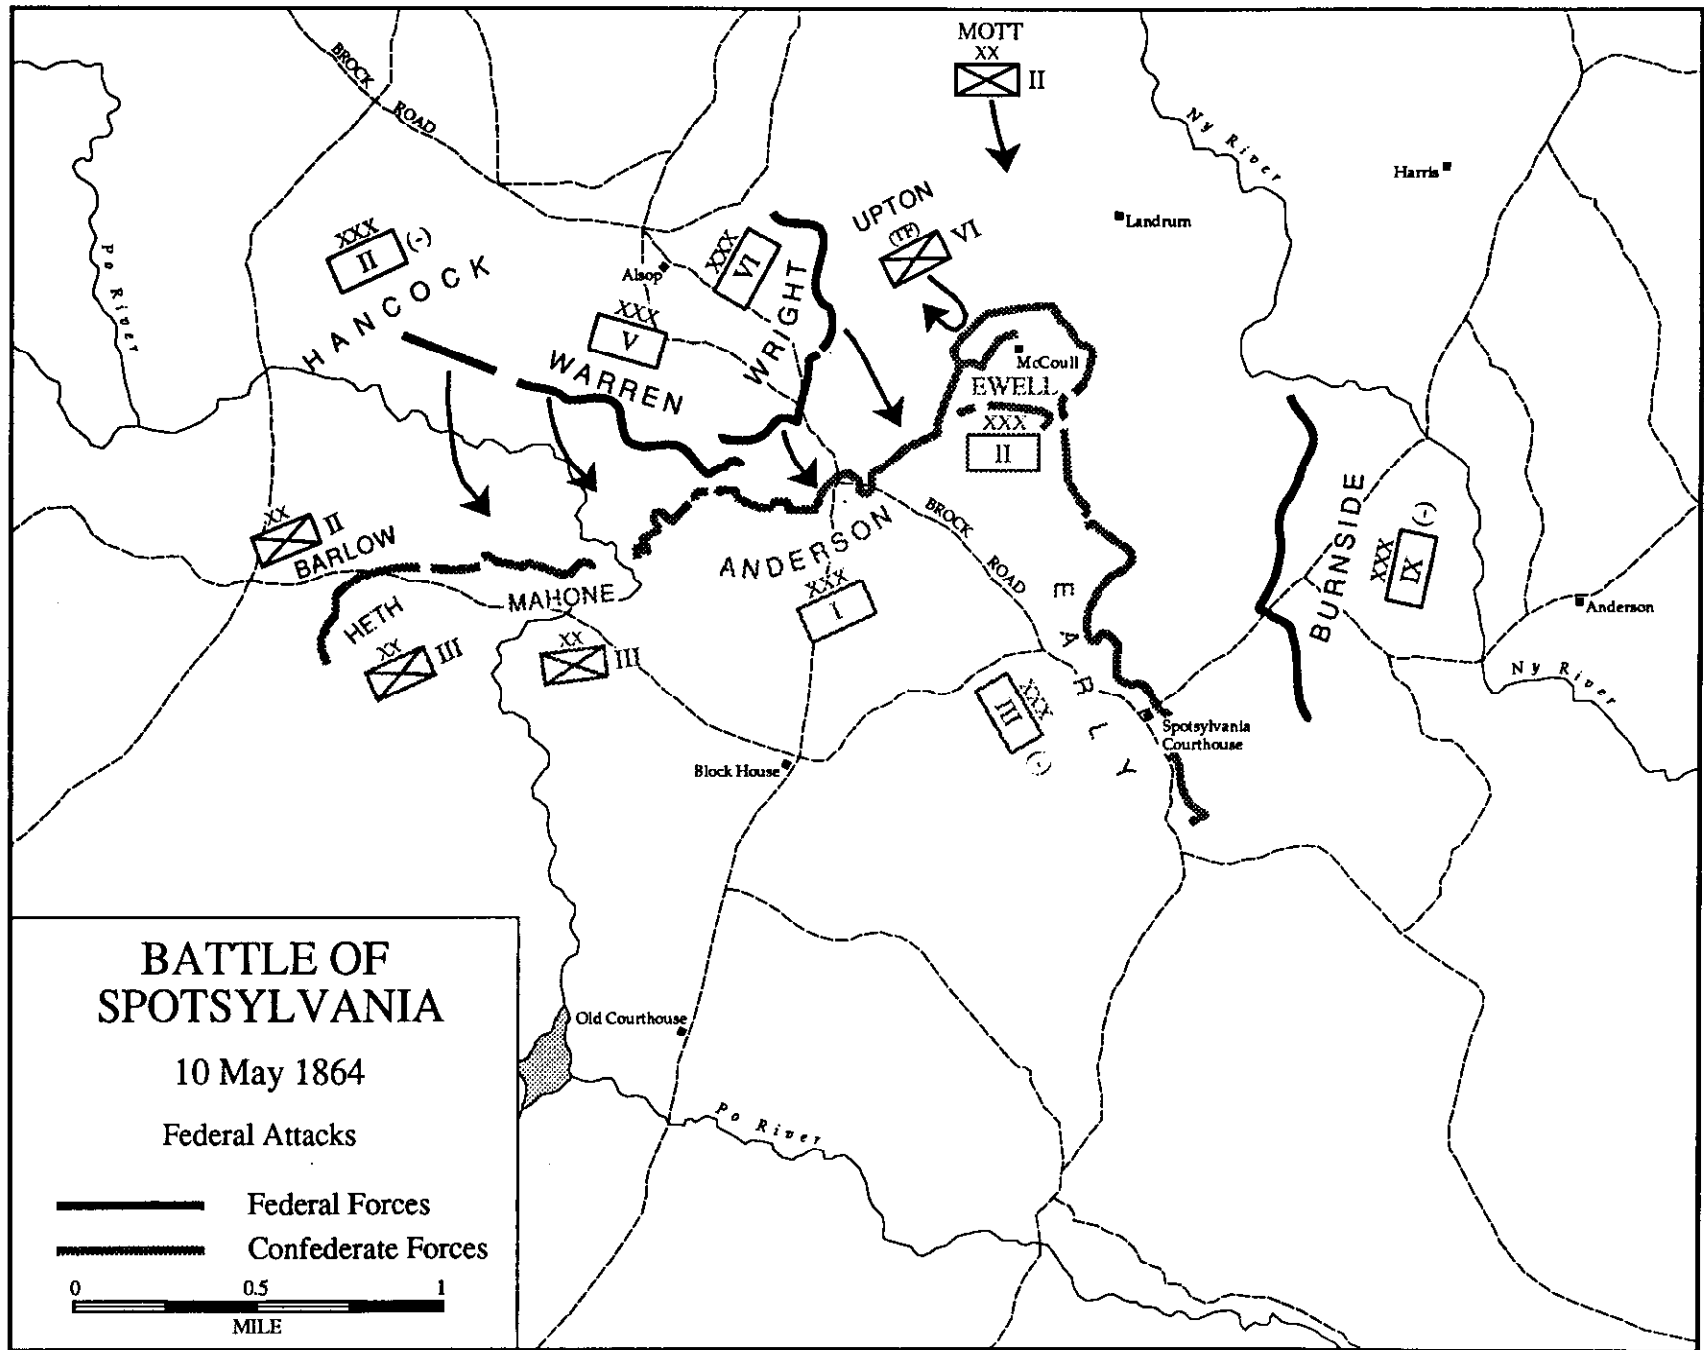 MOTT
XX
II
BROCK
ROAD
Ny River
Harris
UPTON
(TF)
VI
Landrum
XXX
II
(-)
HANCOCK
Po River
Alsop
XXX
VI
WRIGHT
XXX
V
WARREN
McCoull
EWELL
XXX
II
XX
II
BARLOW
HETH
XX
III
MAHONE
XX
III
ANDERSON
XXX
I
BROCK
ROAD
EARLY
XXX
III
(-)
BURNSIDE
XXX
IX
(-)
Anderson
Ny River
Spotsylvania
Courthouse
Block House
Old Courthouse
Po River
BATTLE OF
SPOTSYLVANIA
10 May 1864
Federal Attacks
Federal Forces
Confederate Forces
0 0.5 1
MILE